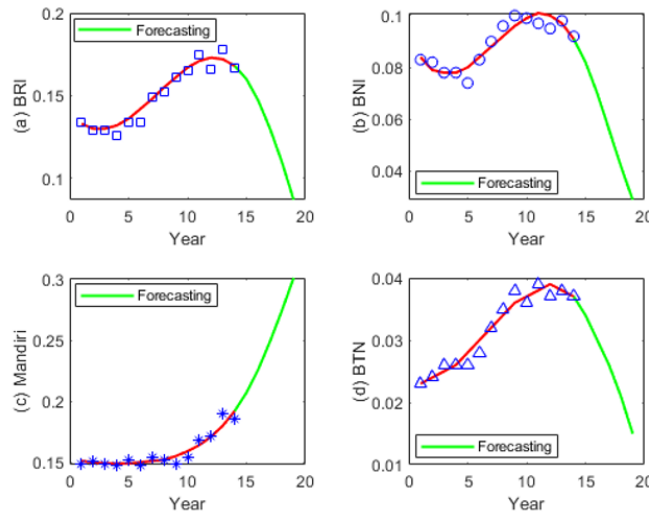 0.2
0.15
0.1
(a) BRI
Forecasting
0 5 10 15 20
Year
0.1
0.08
0.06
0.04
(b) BNI
Forecasting
0 5 10 15 20
Year
0.3
0.25
0.2
0.15
(c) Mandiri
Forecasting
0 5 10 15 20
Year
0.04
0.03
0.02
0.01
(d) BTN
Forecasting
0 5 10 15 20
Year